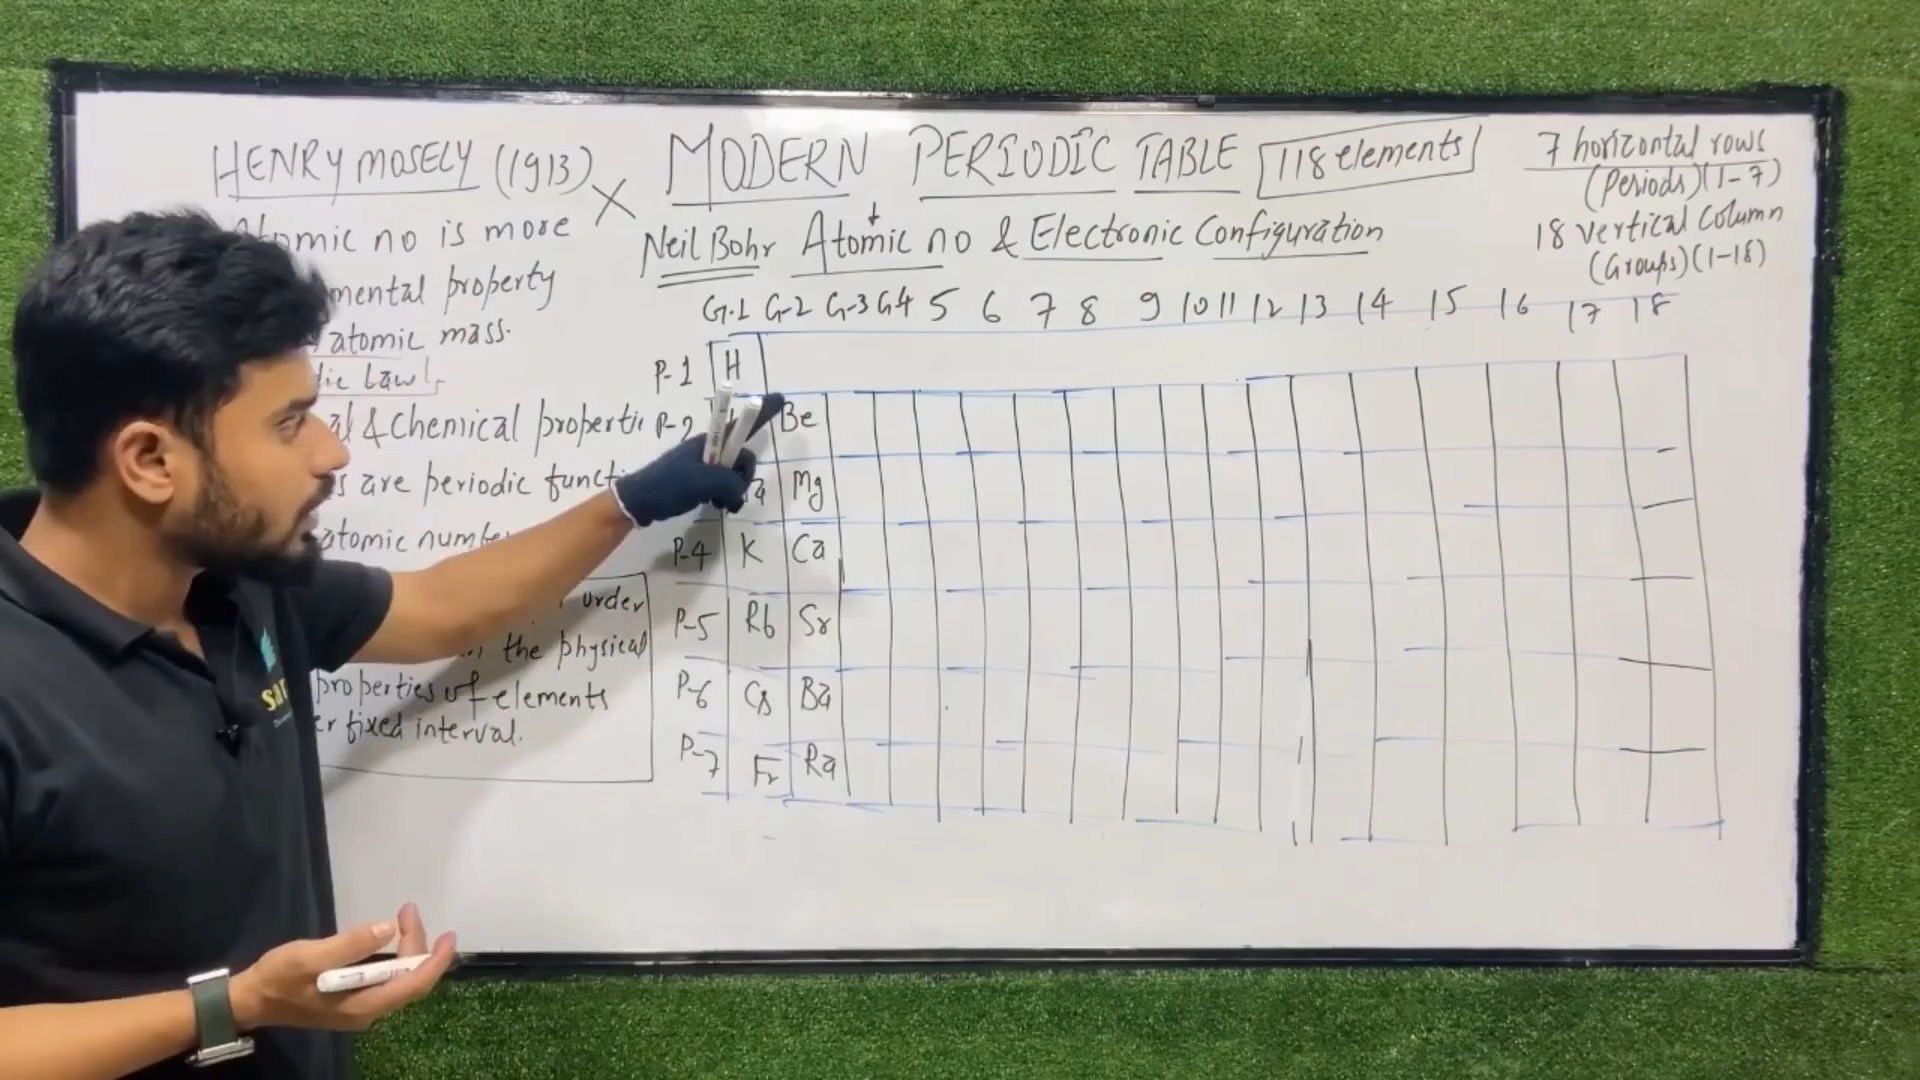 HENRY MOSELY (1913)
Atomic no is more
mental property
atomic mass.
dic Law
al & Chemical properti
s are periodic functi
atomic numbe
order
the physical
properties of elements
er fixed interval.
MODERN PERIODIC TABLE 118 elements
Neil Bohr Atomic no & Electronic Configuration
7 horizontal rows
(Periods) (1-7)
18 vertical Column
(Groups) (1-18)
G-1 G-2 G-3 G-4 5 6 7 8 9 10 11 12 13 14 15 16 17 18
P-1 H
P-2 Be
a Mg
P-4 K Ca
P-5 Rb Sr
P-6 Cs Ba
P-7 Fr Ra